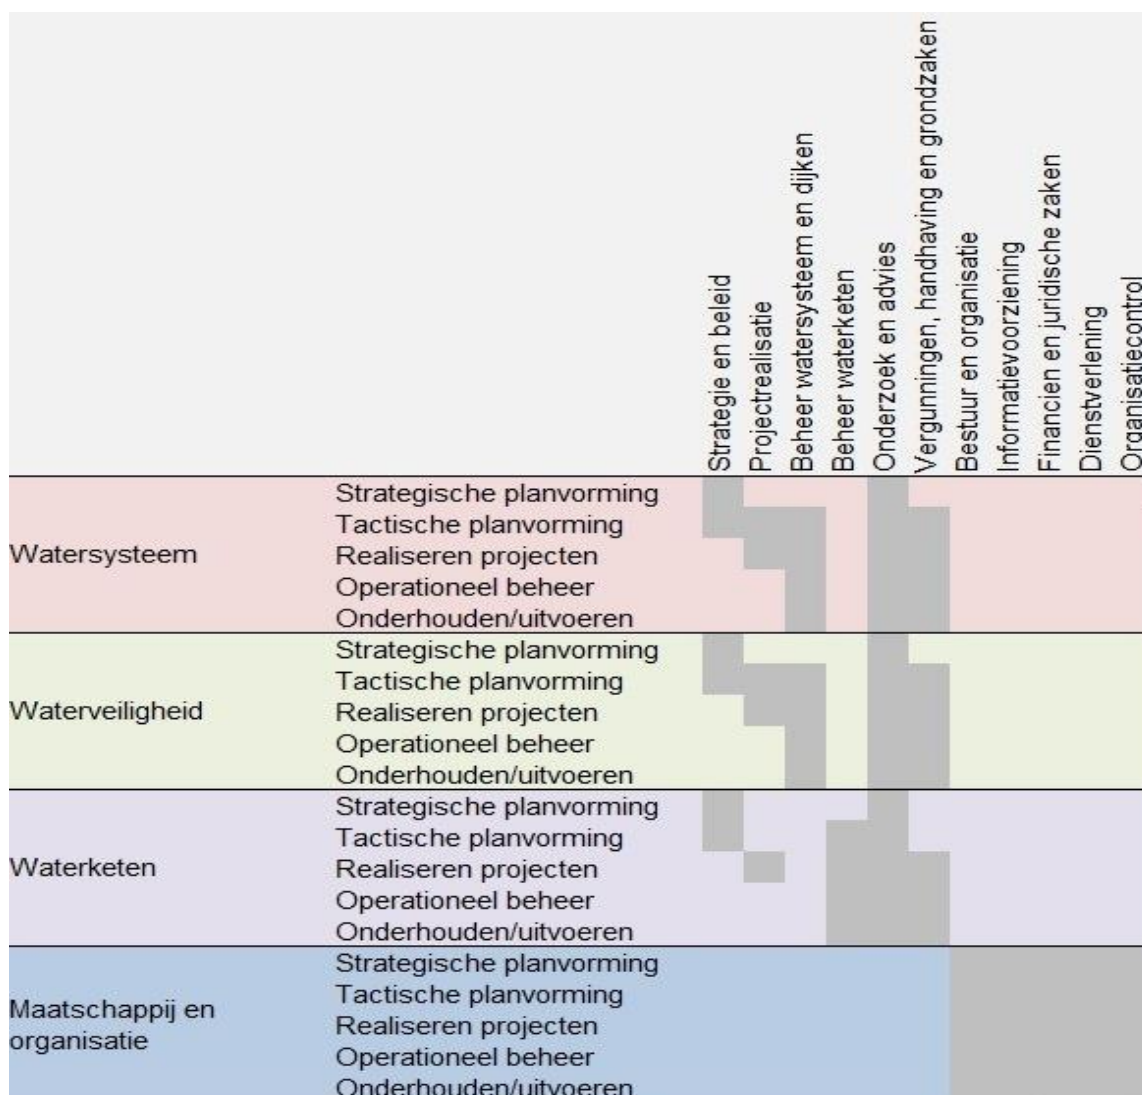 Strategie en beleid
Projectrealisatie
Beheer watersysteem en dijken
Beheer waterketen
Onderzoek en advies
Vergunningen, handhaving en grondzaken
Bestuur en organisatie
Informatievoorziening
Financien en juridische zaken
Dienstverlening
Organisatiecontrol
Watersysteem
Strategische planvorming
Tactische planvorming
Realiseren projecten
Operationeel beheer
Onderhouden/uitvoeren
Waterveiligheid
Strategische planvorming
Tactische planvorming
Realiseren projecten
Operationeel beheer
Onderhouden/uitvoeren
Waterketen
Strategische planvorming
Tactische planvorming
Realiseren projecten
Operationeel beheer
Onderhouden/uitvoeren
Maatschappij en
organisatie
Strategische planvorming
Tactische planvorming
Realiseren projecten
Operationeel beheer
Onderhouden/uitvoeren